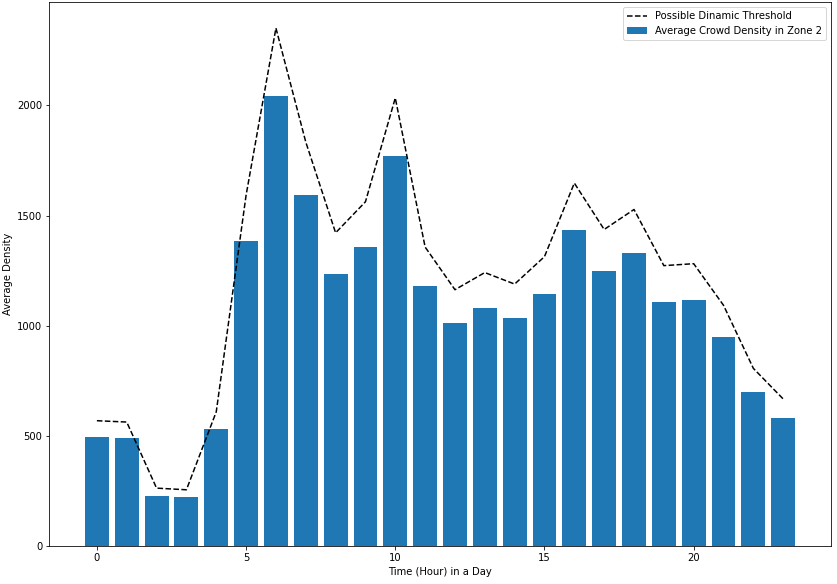 Possible Dinamic Threshold
Average Crowd Density in Zone 2
2000
1500
1000
500
0
Average Density
0 5 10 15 20
Time (Hour) in a Day